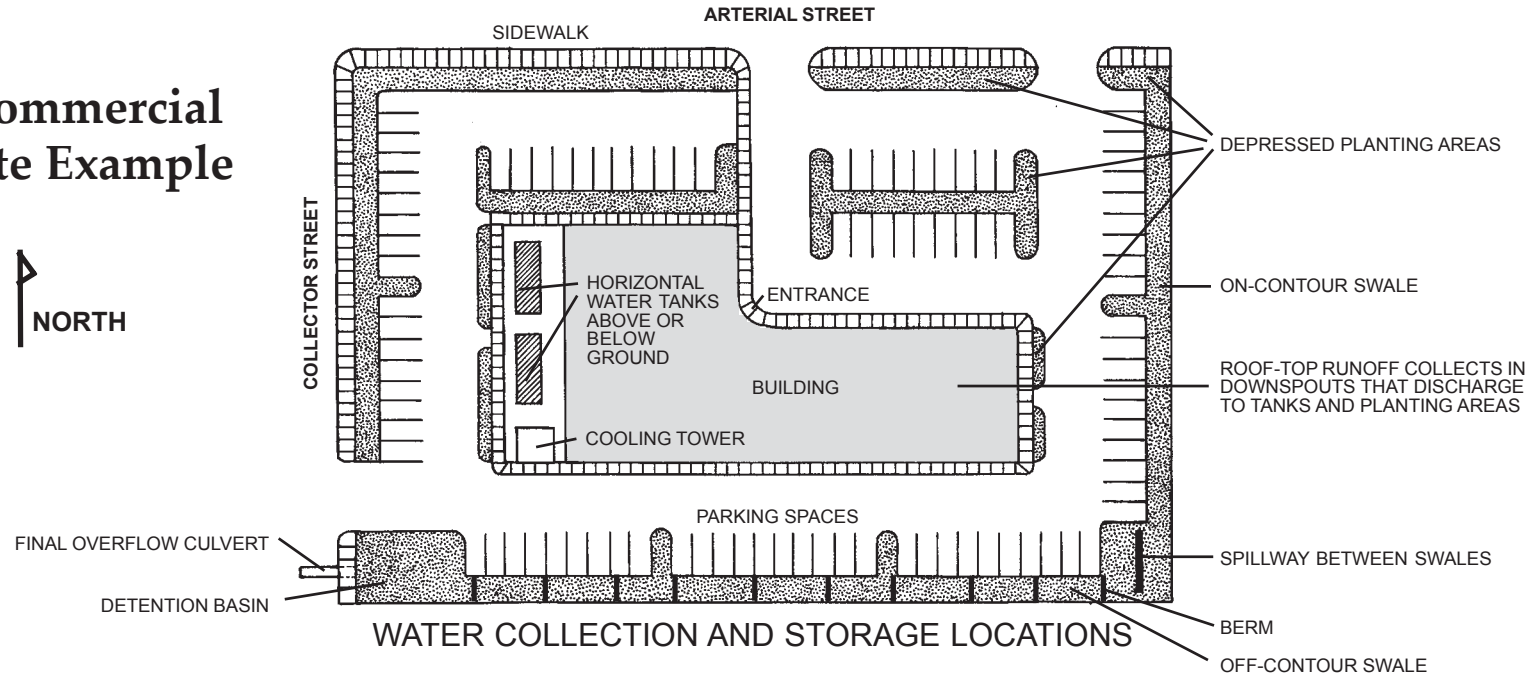 ARTERIAL STREET
SIDEWALK
ommercial
te Example
NORTH
COLLECTOR STREET
DEPRESSED PLANTING AREAS
ON-CONTOUR SWALE
HORIZONTAL
WATER TANKS
ABOVE OR
BELOW
GROUND
ENTRANCE
BUILDING
ROOF-TOP RUNOFF COLLECTS IN
DOWNSPOUTS THAT DISCHARGE
TO TANKS AND PLANTING AREAS
COOLING TOWER
PARKING SPACES
FINAL OVERFLOW CULVERT
DETENTION BASIN
SPILLWAY BETWEEN SWALES
BERM
OFF-CONTOUR SWALE
WATER COLLECTION AND STORAGE LOCATIONS